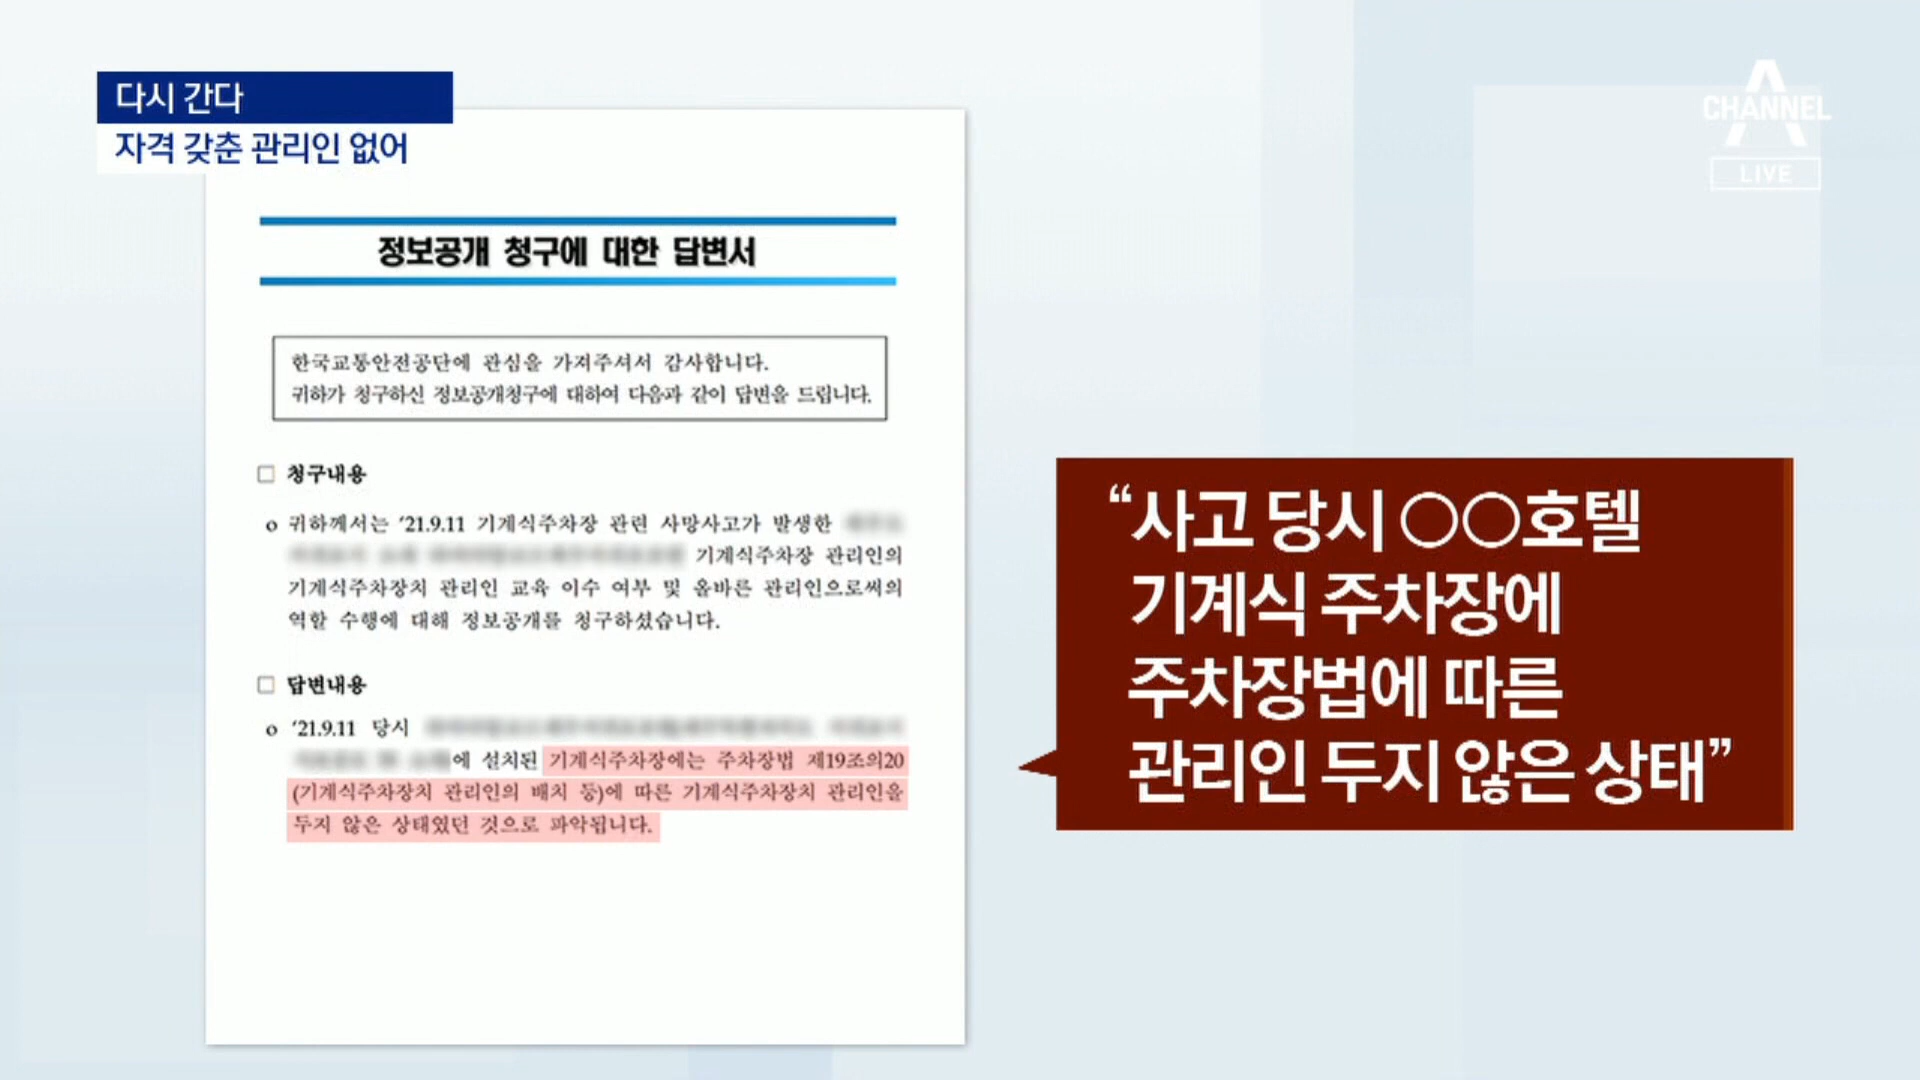 다시 간다
자격 갖춘 관리인 없어
CHANNEL A
LIVE
정보공개 청구에 대한 답변서
한국교통안전공단에 관심을 가져주셔서 감사합니다.
귀하가 청구하신 정보공개청구에 대하여 다음과 같이 답변을 드립니다.
□ 청구내용
o 귀하께서는 '21.9.11 기계식주차장 관련 사망사고가 발생한
기계식주차장 관리인의
기계식주차장치 관리인 교육 이수 여부 및 올바른 관리인으로써의
역할 수행에 대해 정보공개를 청구하셨습니다.
□ 답변내용
o '21.9.11 당시
에 설치된 기계식주차장에는 주차장법 제19조의20
(기계식주차장치 관리인의 배치 등)에 따른 기계식주차장치 관리인을
두지 않은 상태였던 것으로 파악됩니다.
“사고 당시 ○○호텔
기계식 주차장에
주차장법에 따른
관리인 두지 않은 상태”